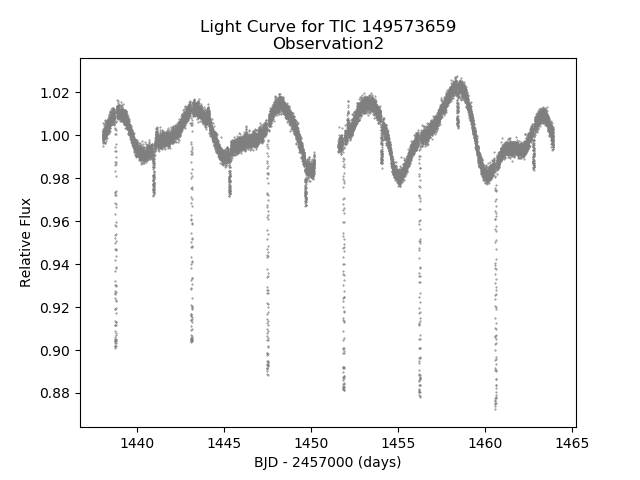 Light Curve for TIC 149573659
Observation2
1.02
1.00
0.98
0.96
0.94
0.92
0.90
0.88
Relative Flux
1440 1445 1450 1455 1460 1465
BJD - 2457000 (days)